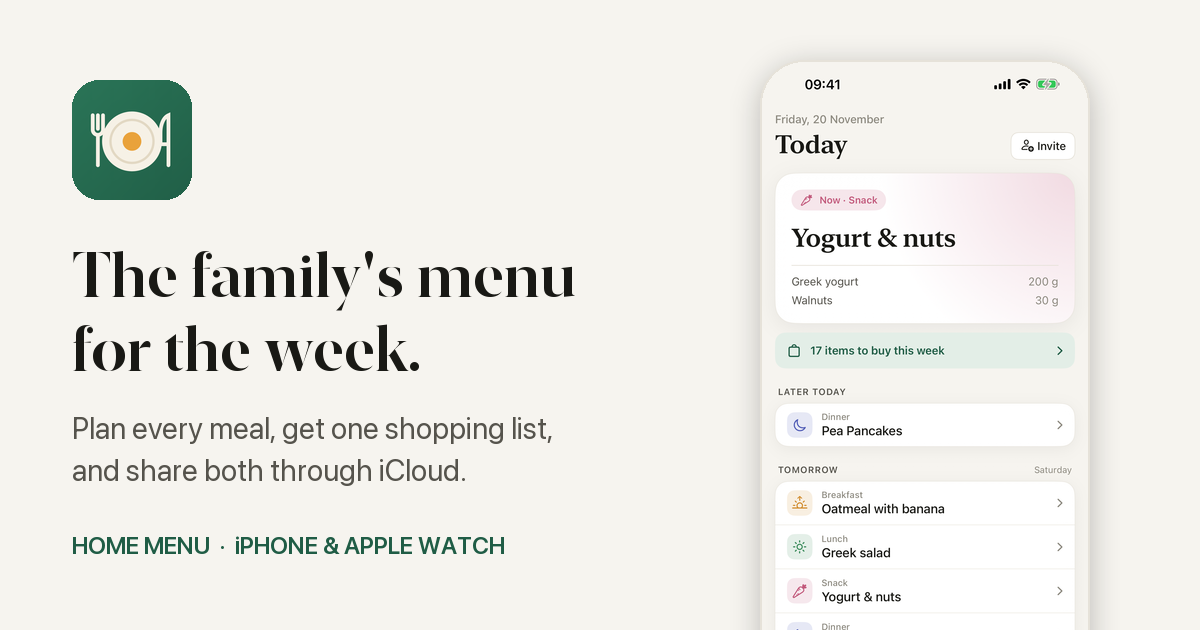 The family's menu
for the week.
Plan every meal, get one shopping list,
and share both through iCloud.
HOME MENU · iPHONE & APPLE WATCH
09:41
Friday, 20 November
Today
Invite
Now · Snack
Yogurt & nuts
Greek yogurt 200 g
Walnuts 30 g
17 items to buy this week
LATER TODAY
Dinner
Pea Pancakes
TOMORROW Saturday
Breakfast
Oatmeal with banana
Lunch
Greek salad
Snack
Yogurt & nuts
Dinner